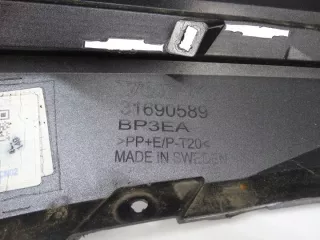 31690589
BP3EA
>PP+E/P-T20<
MADE IN SWEDEN